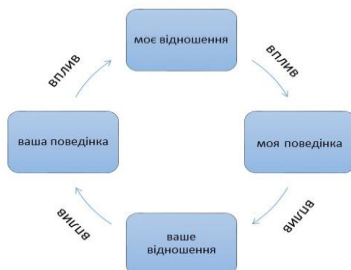 моє відношення
вплив
вплив
ваша поведінка
моя поведінка
вплив
вплив
ваше
відношення